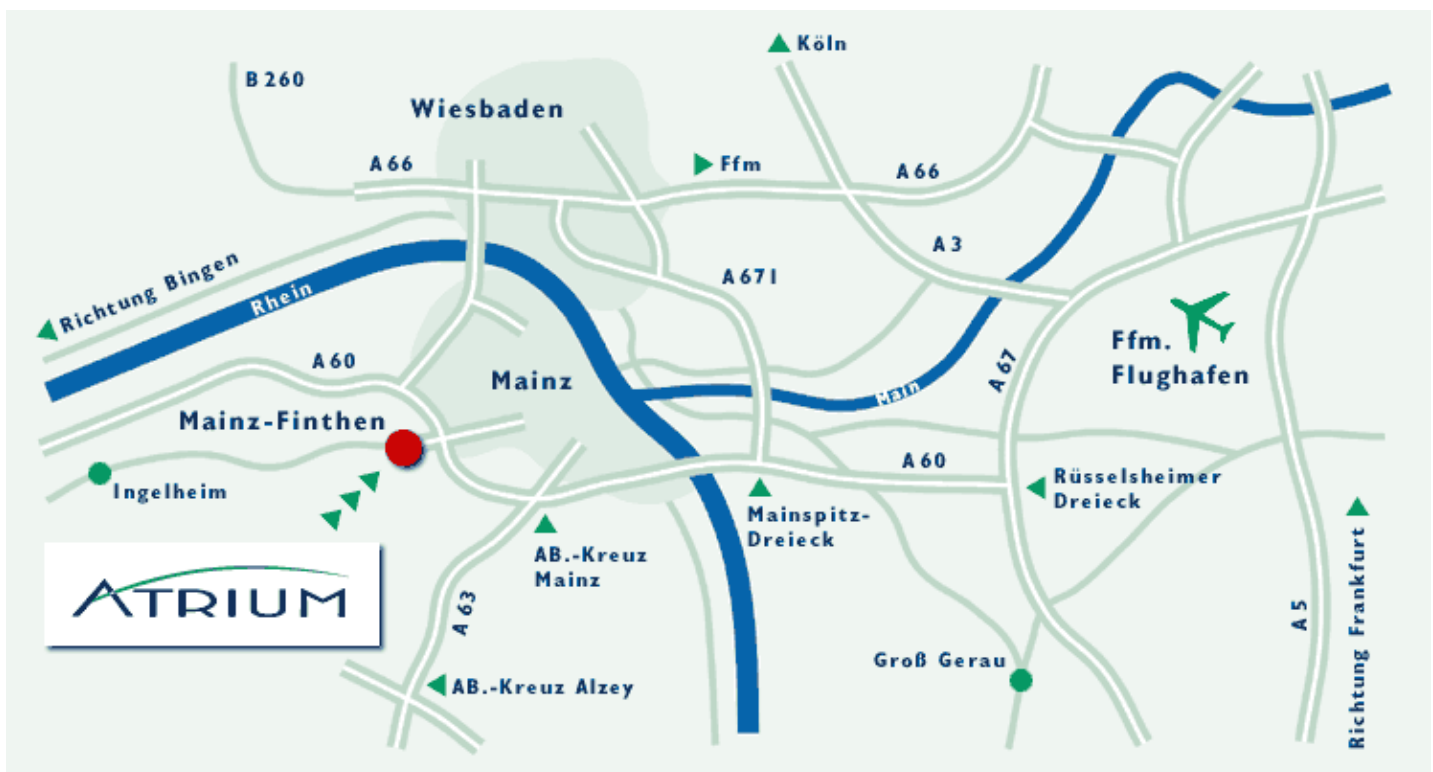 Köln
B 260
Wiesbaden
A 66
Ffm
A 66
A 3
Richtung Bingen
Rhein
A 671
Ffm.
Flughafen
A 60
Mainz
A 67
Main
Mainz-Finthen
A 60
Ingelheim
Rüsselsheimer
Dreieck
Mainspitz-
Dreieck
AB.-Kreuz
Mainz
ATRIUM
A 63
A 5
Richtung Frankfurt
Groß Gerau
AB.-Kreuz Alzey